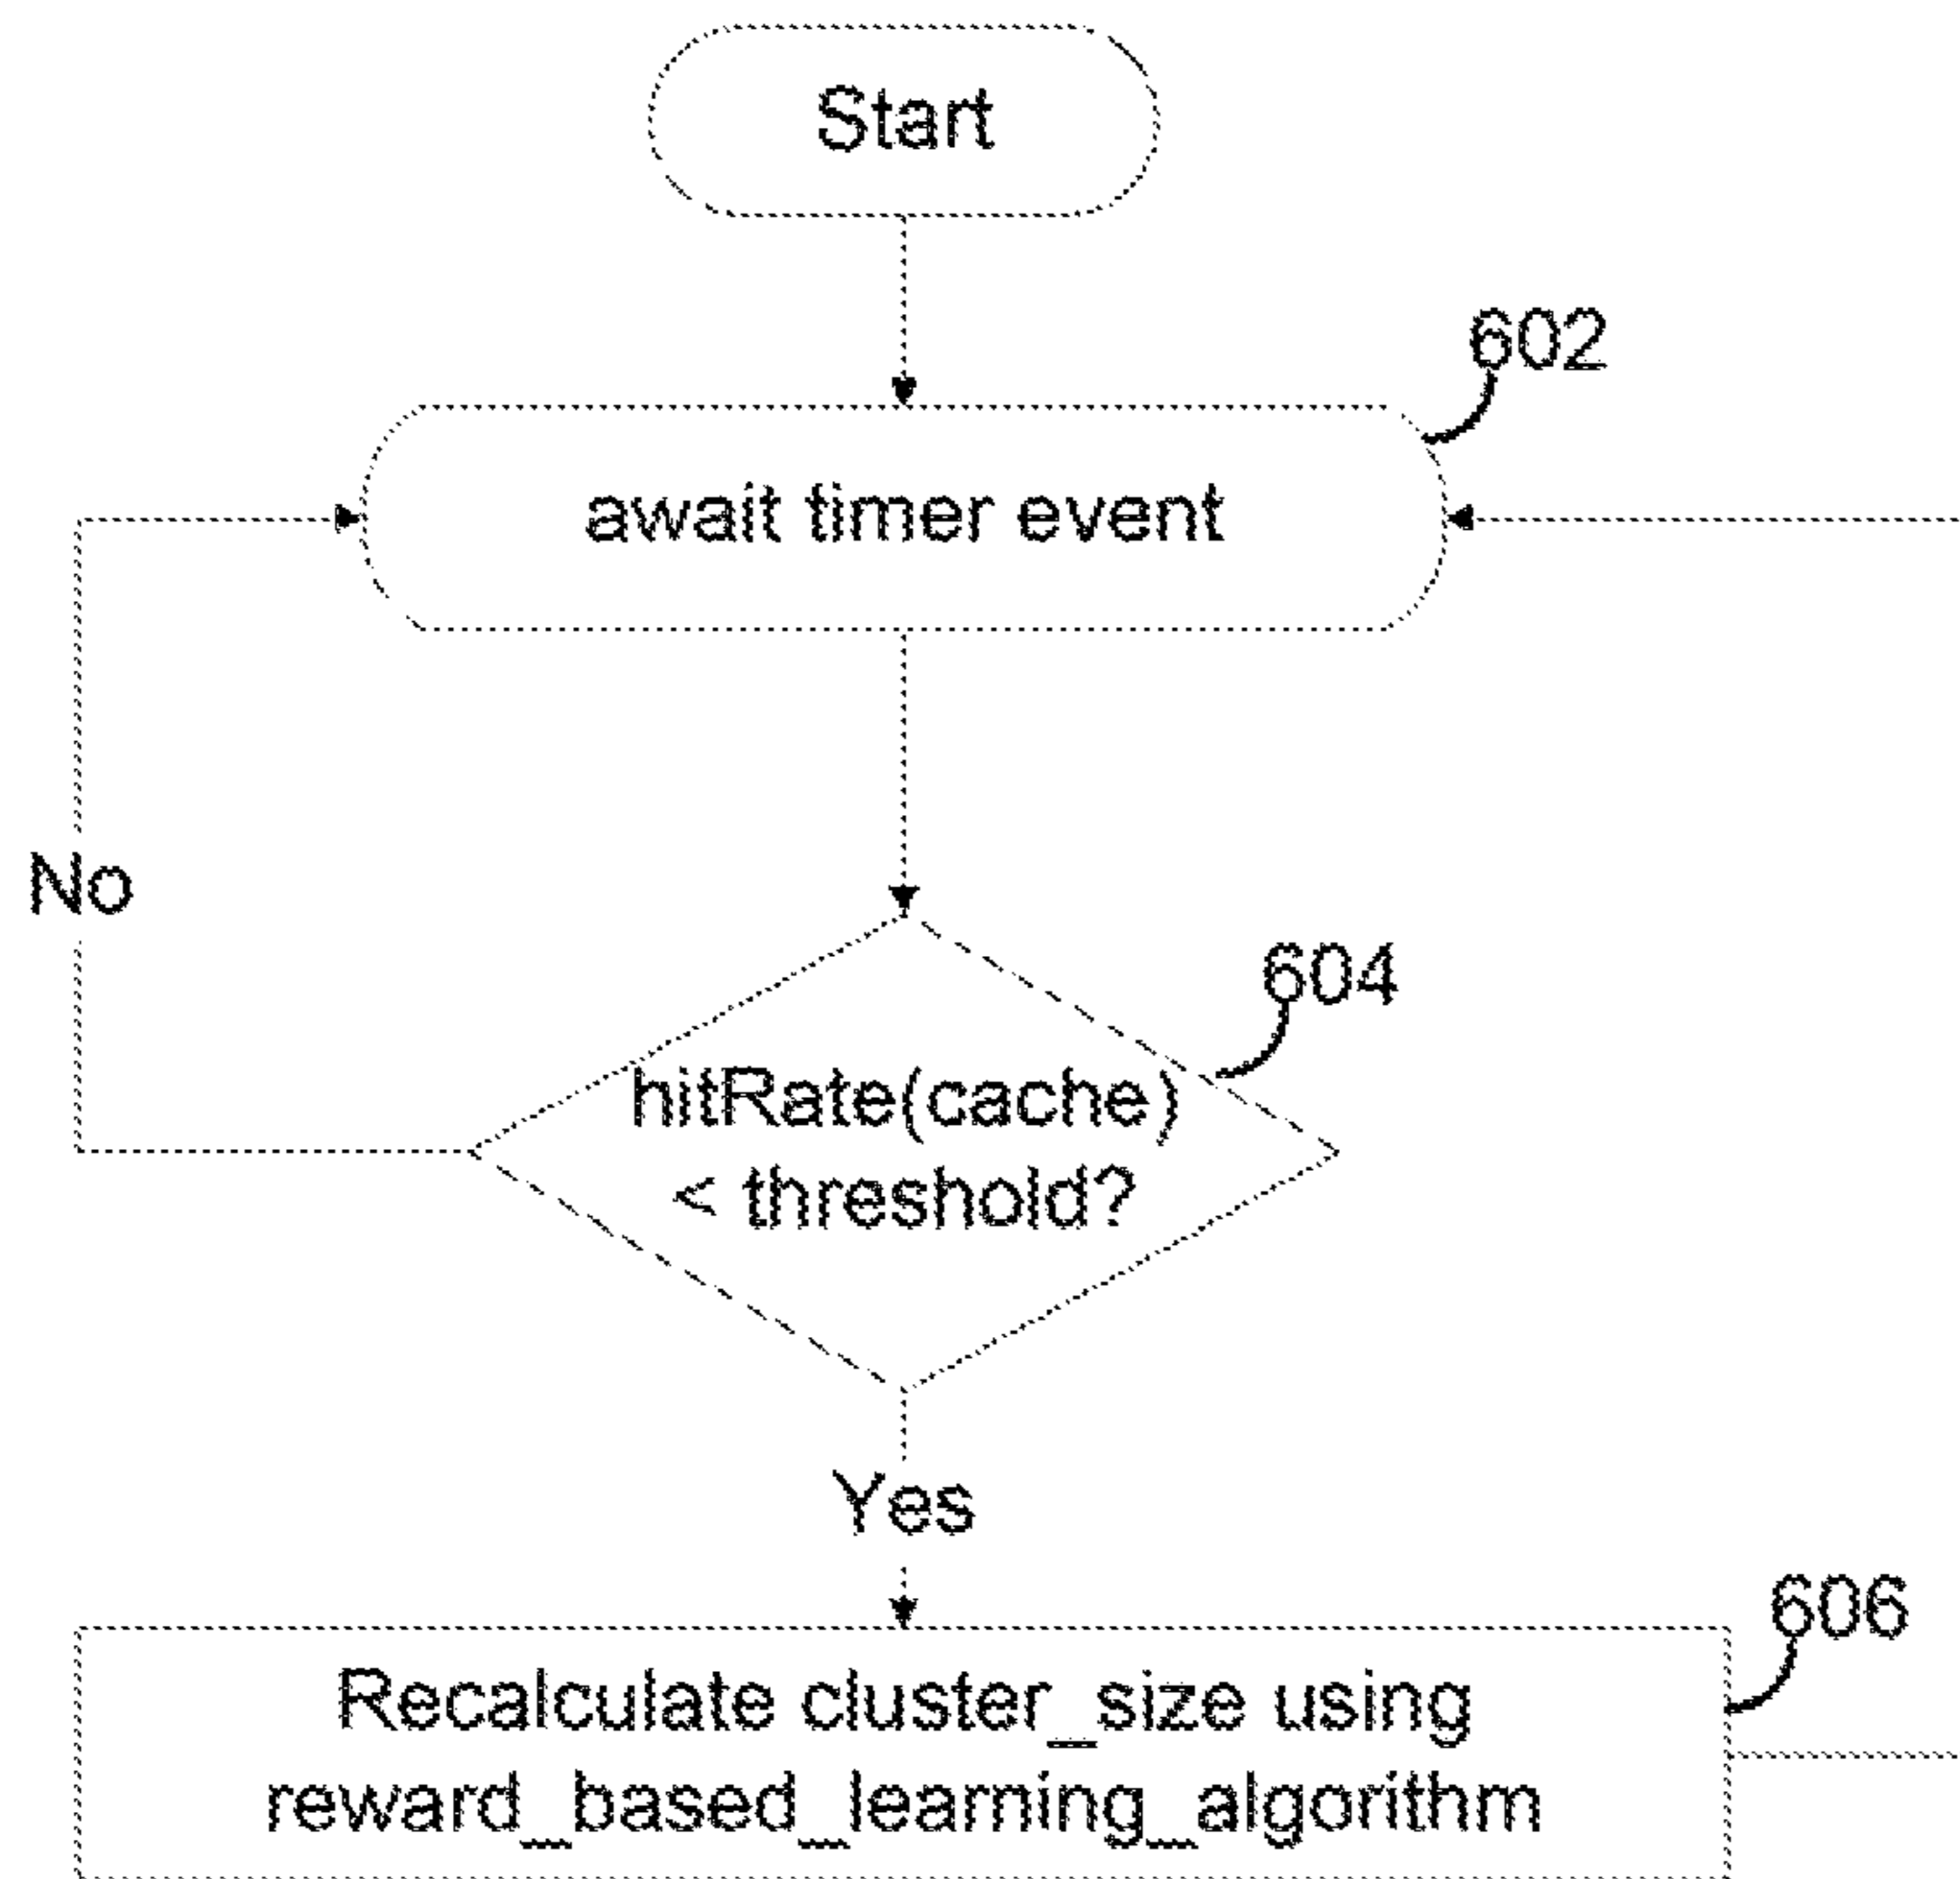 Start
602
await timer event
No
604
hitRate(cache)
< threshold?
Yes
606
Recalculate cluster_size using
reward_based_learning_algorithm